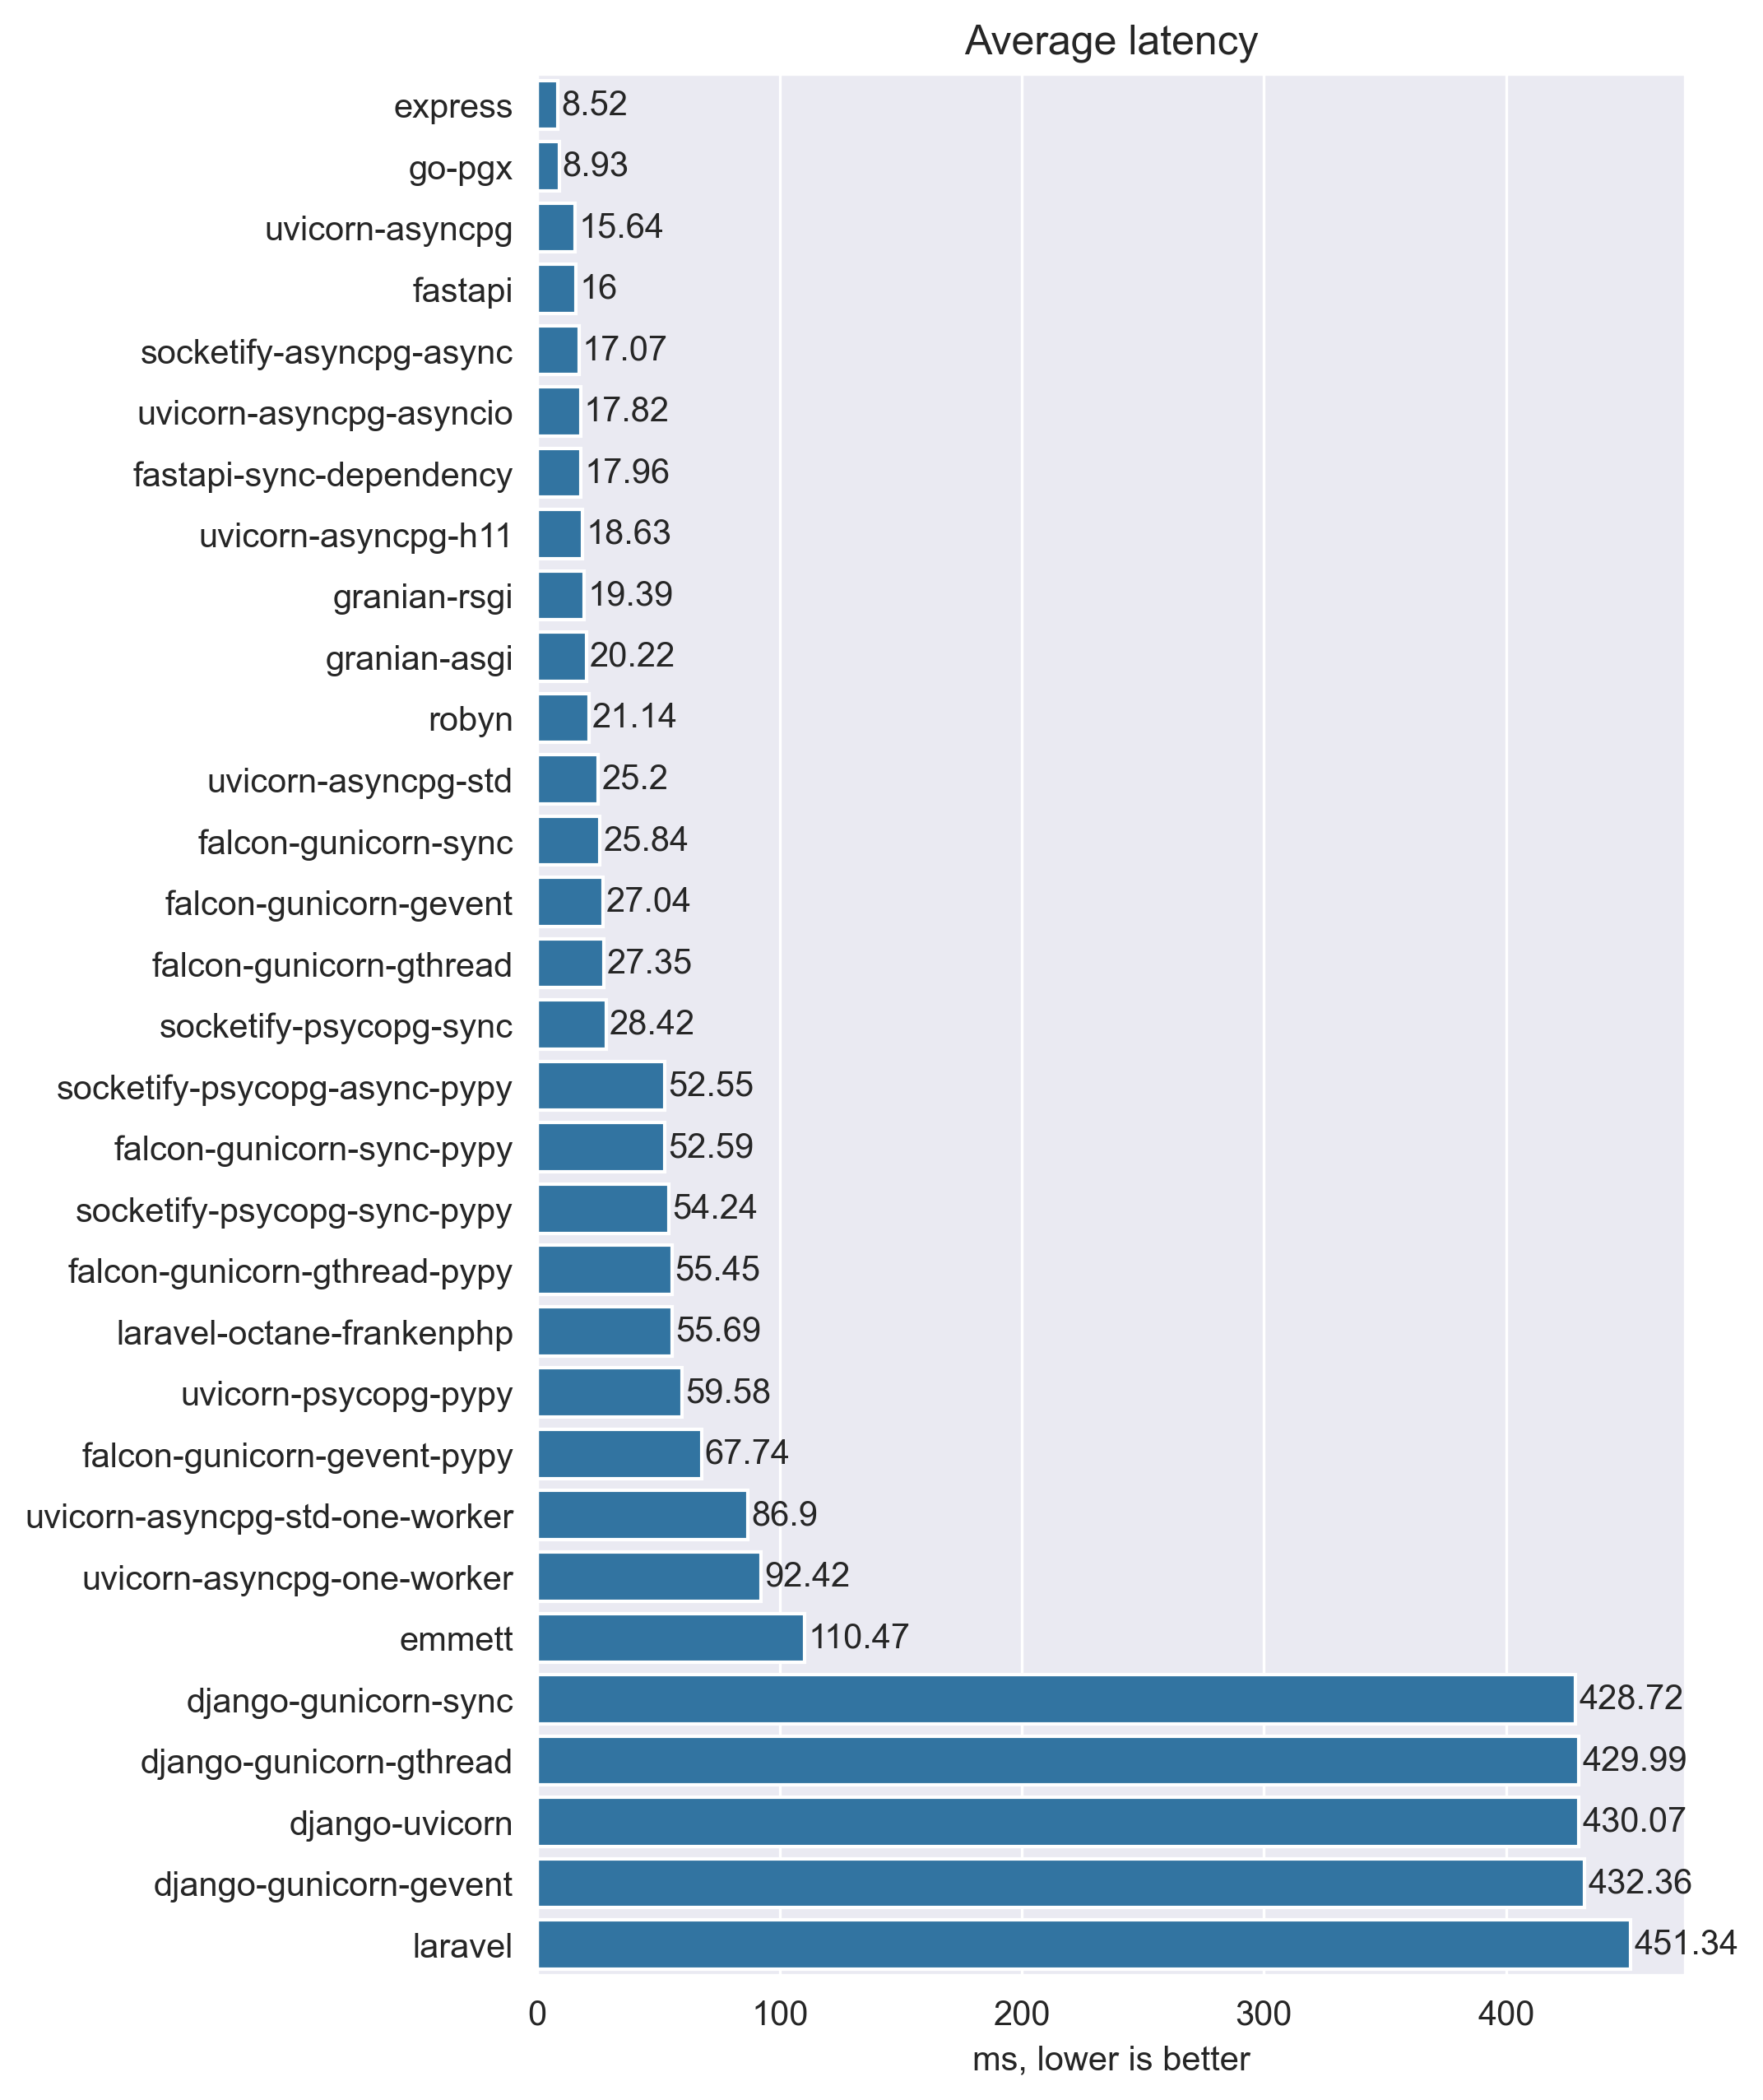 Average latency
express 8.52
go-pgx 8.93
uvicorn-asyncpg 15.64
fastapi 16
socketify-asyncpg-async 17.07
uvicorn-asyncpg-asyncio 17.82
fastapi-sync-dependency 17.96
uvicorn-asyncpg-h11 18.63
granian-rsgi 19.39
granian-asgi 20.22
robyn 21.14
uvicorn-asyncpg-std 25.2
falcon-gunicorn-sync 25.84
falcon-gunicorn-gevent 27.04
falcon-gunicorn-gthread 27.35
socketify-psycopg-sync 28.42
socketify-psycopg-async-pypy 52.55
falcon-gunicorn-sync-pypy 52.59
socketify-psycopg-sync-pypy 54.24
falcon-gunicorn-gthread-pypy 55.45
laravel-octane-frankenphp 55.69
uvicorn-psycopg-pypy 59.58
falcon-gunicorn-gevent-pypy 67.74
uvicorn-asyncpg-std-one-worker 86.9
uvicorn-asyncpg-one-worker 92.42
emmett 110.47
django-gunicorn-sync 428.72
django-gunicorn-gthread 429.99
django-uvicorn 430.07
django-gunicorn-gevent 432.36
laravel 451.34
0 100 200 300 400
ms, lower is better